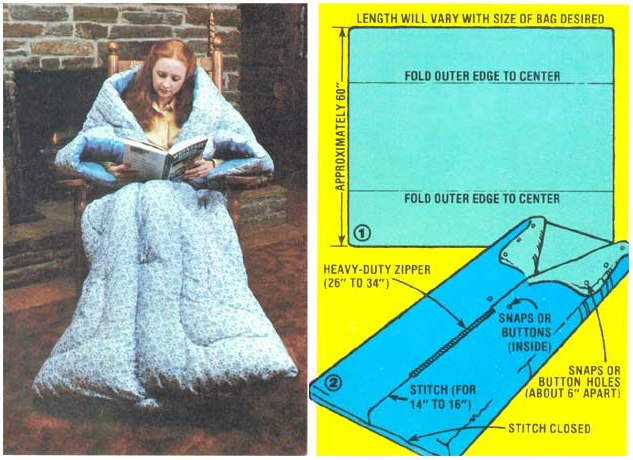 LENGTH WILL VARY WITH SIZE OF BAG DESIRED
FOLD OUTER EDGE TO CENTER
APPROXIMATELY 60"
FOLD OUTER EDGE TO CENTER
1
HEAVY-DUTY ZIPPER
(26" TO 34")
SNAPS OR
BUTTONS
(INSIDE)
SNAPS OR
BUTTON HOLES
(ABOUT 6" APART)
2
STITCH (FOR
14" TO 16")
STITCH CLOSED